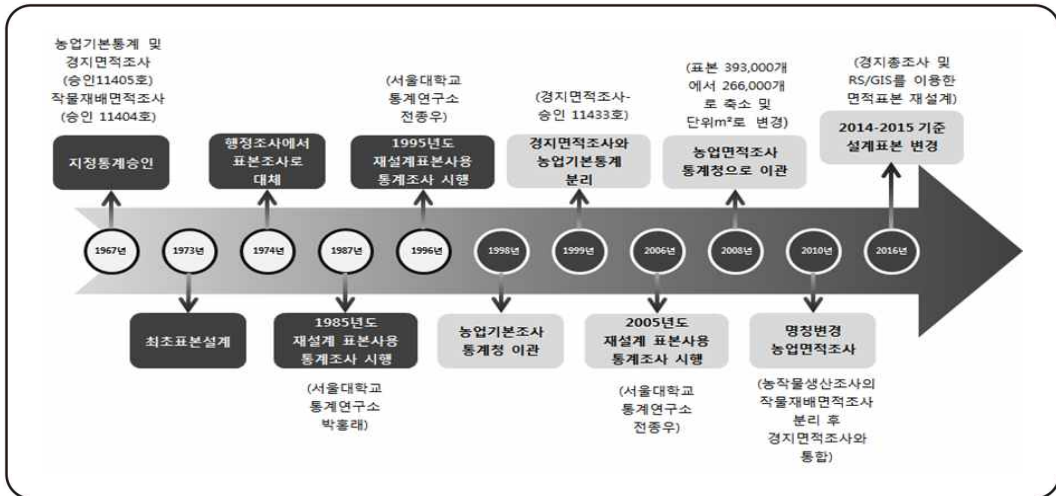 농업기본통계 및
경지면적조사
(승인11405호)
작물재배면적조사
(승인 11404호)
지정통계승인
행정조사에서
표본조사로
대체
(서울대학교
통계연구소
전종우)
1995년도
재설계표본사용
통계조사 시행
(경지면적조사-
승인 11433호)
경지면적조사와
농업기본통계
분리
(표본 393,000개
에서 266,000개
로 축소 및
단위m²로 변경)
농업면적조사
통계청으로 이관
(경지총조사 및
RS/GIS를 이용한
면적표본 재설계)
2014-2015 기준
설계표본 변경
1967년
1973년
1974년
1987년
1996년
1998년
1999년
2006년
2008년
2010년
2016년
최초표본설계
1985년도
재설계 표본사용
통계조사 시행
(서울대학교
통계연구소
박홍래)
농업기본조사
통계청 이관
2005년도
재설계 표본사용
통계조사 시행
(서울대학교
통계연구소
전종우)
명칭변경
농업면적조사
(농작물생산조사의
작물재배면적조사
분리 후
경지면적조사와
통합)